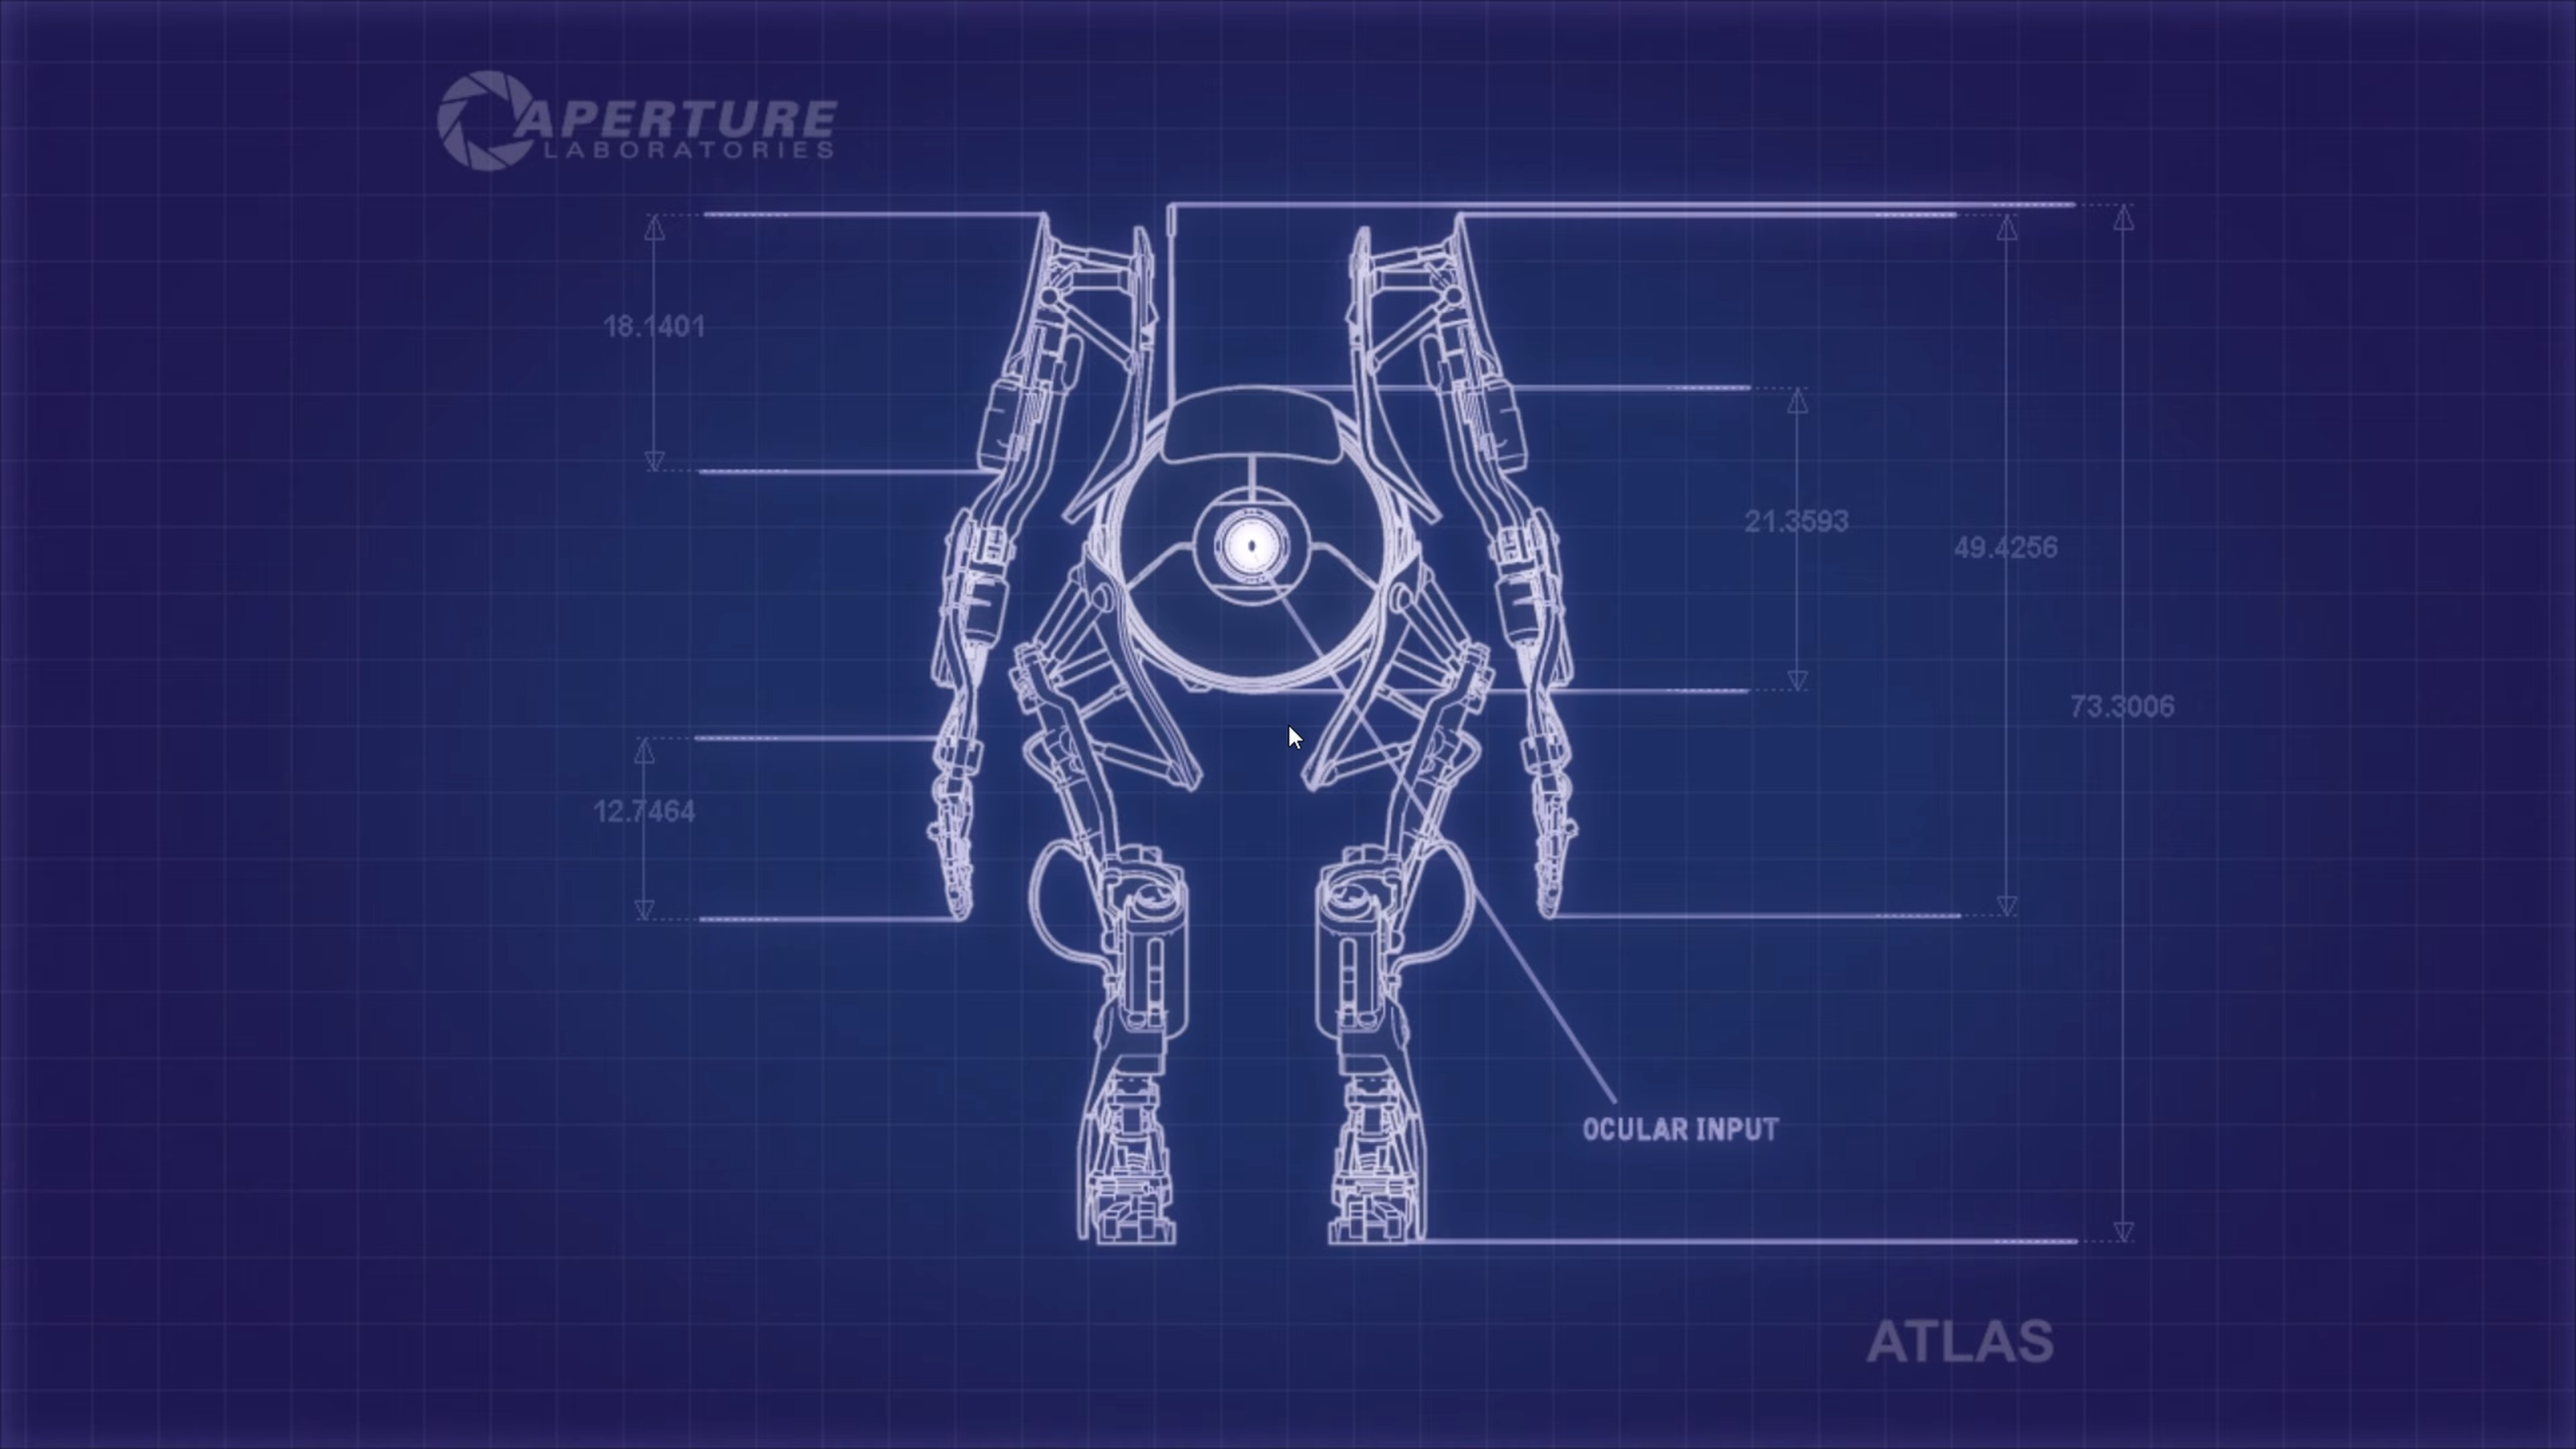 APERTURE
LABORATORIES
18.1401
21.3593
49.4256
73.3006
12.7464
OCULAR INPUT
ATLAS